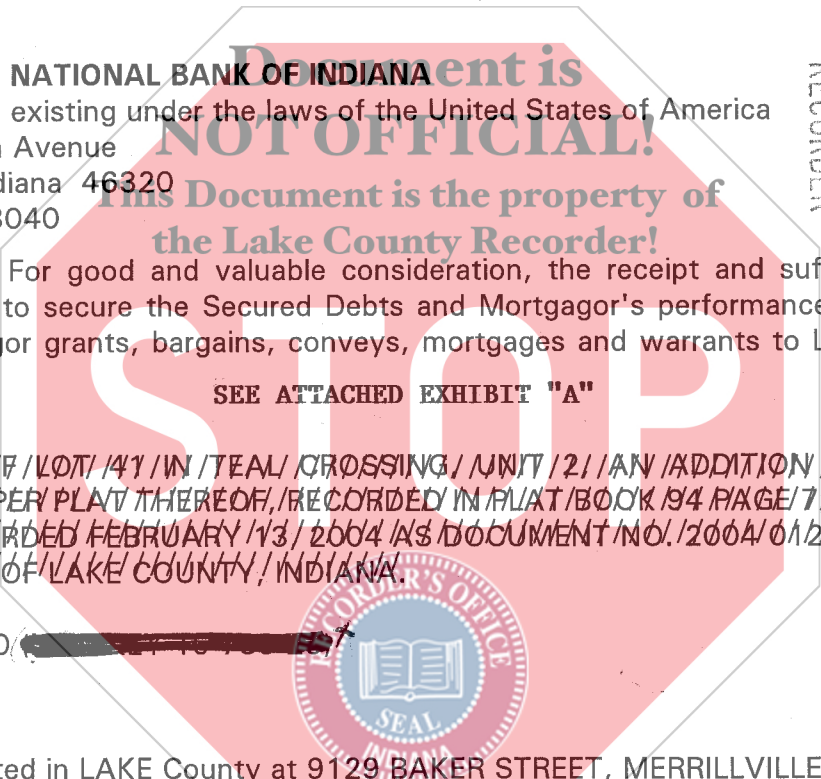 NATIONAL BANK OF INDIANA
Document is
existing under the laws of the United States of America
NOT OFFICIAL!
Avenue
diana 46320
This Document is the property of
3040
the Lake County Recorder!
For good and valuable consideration, the receipt and suf
to secure the Secured Debts and Mortgagor's performance
gor grants, bargains, conveys, mortgages and warrants to L
STOP
SEE ATTACHED EXHIBIT "A"
F LOT 41 IN TEAL CROSSING, UNIT 2, AN ADDITION
PER PLAT THEREOF, RECORDED IN PLAT BOOK 94 PAGE 7
RDED FEBRUARY 13, 2004 AS DOCUMENT NO. 2004 012
OF LAKE COUNTY, INDIANA.
RECORDER'S OFFICE
SEAL
INDIANA
ted in LAKE County at 9129 BAKER STREET, MERRILLVILLE
RECORDER